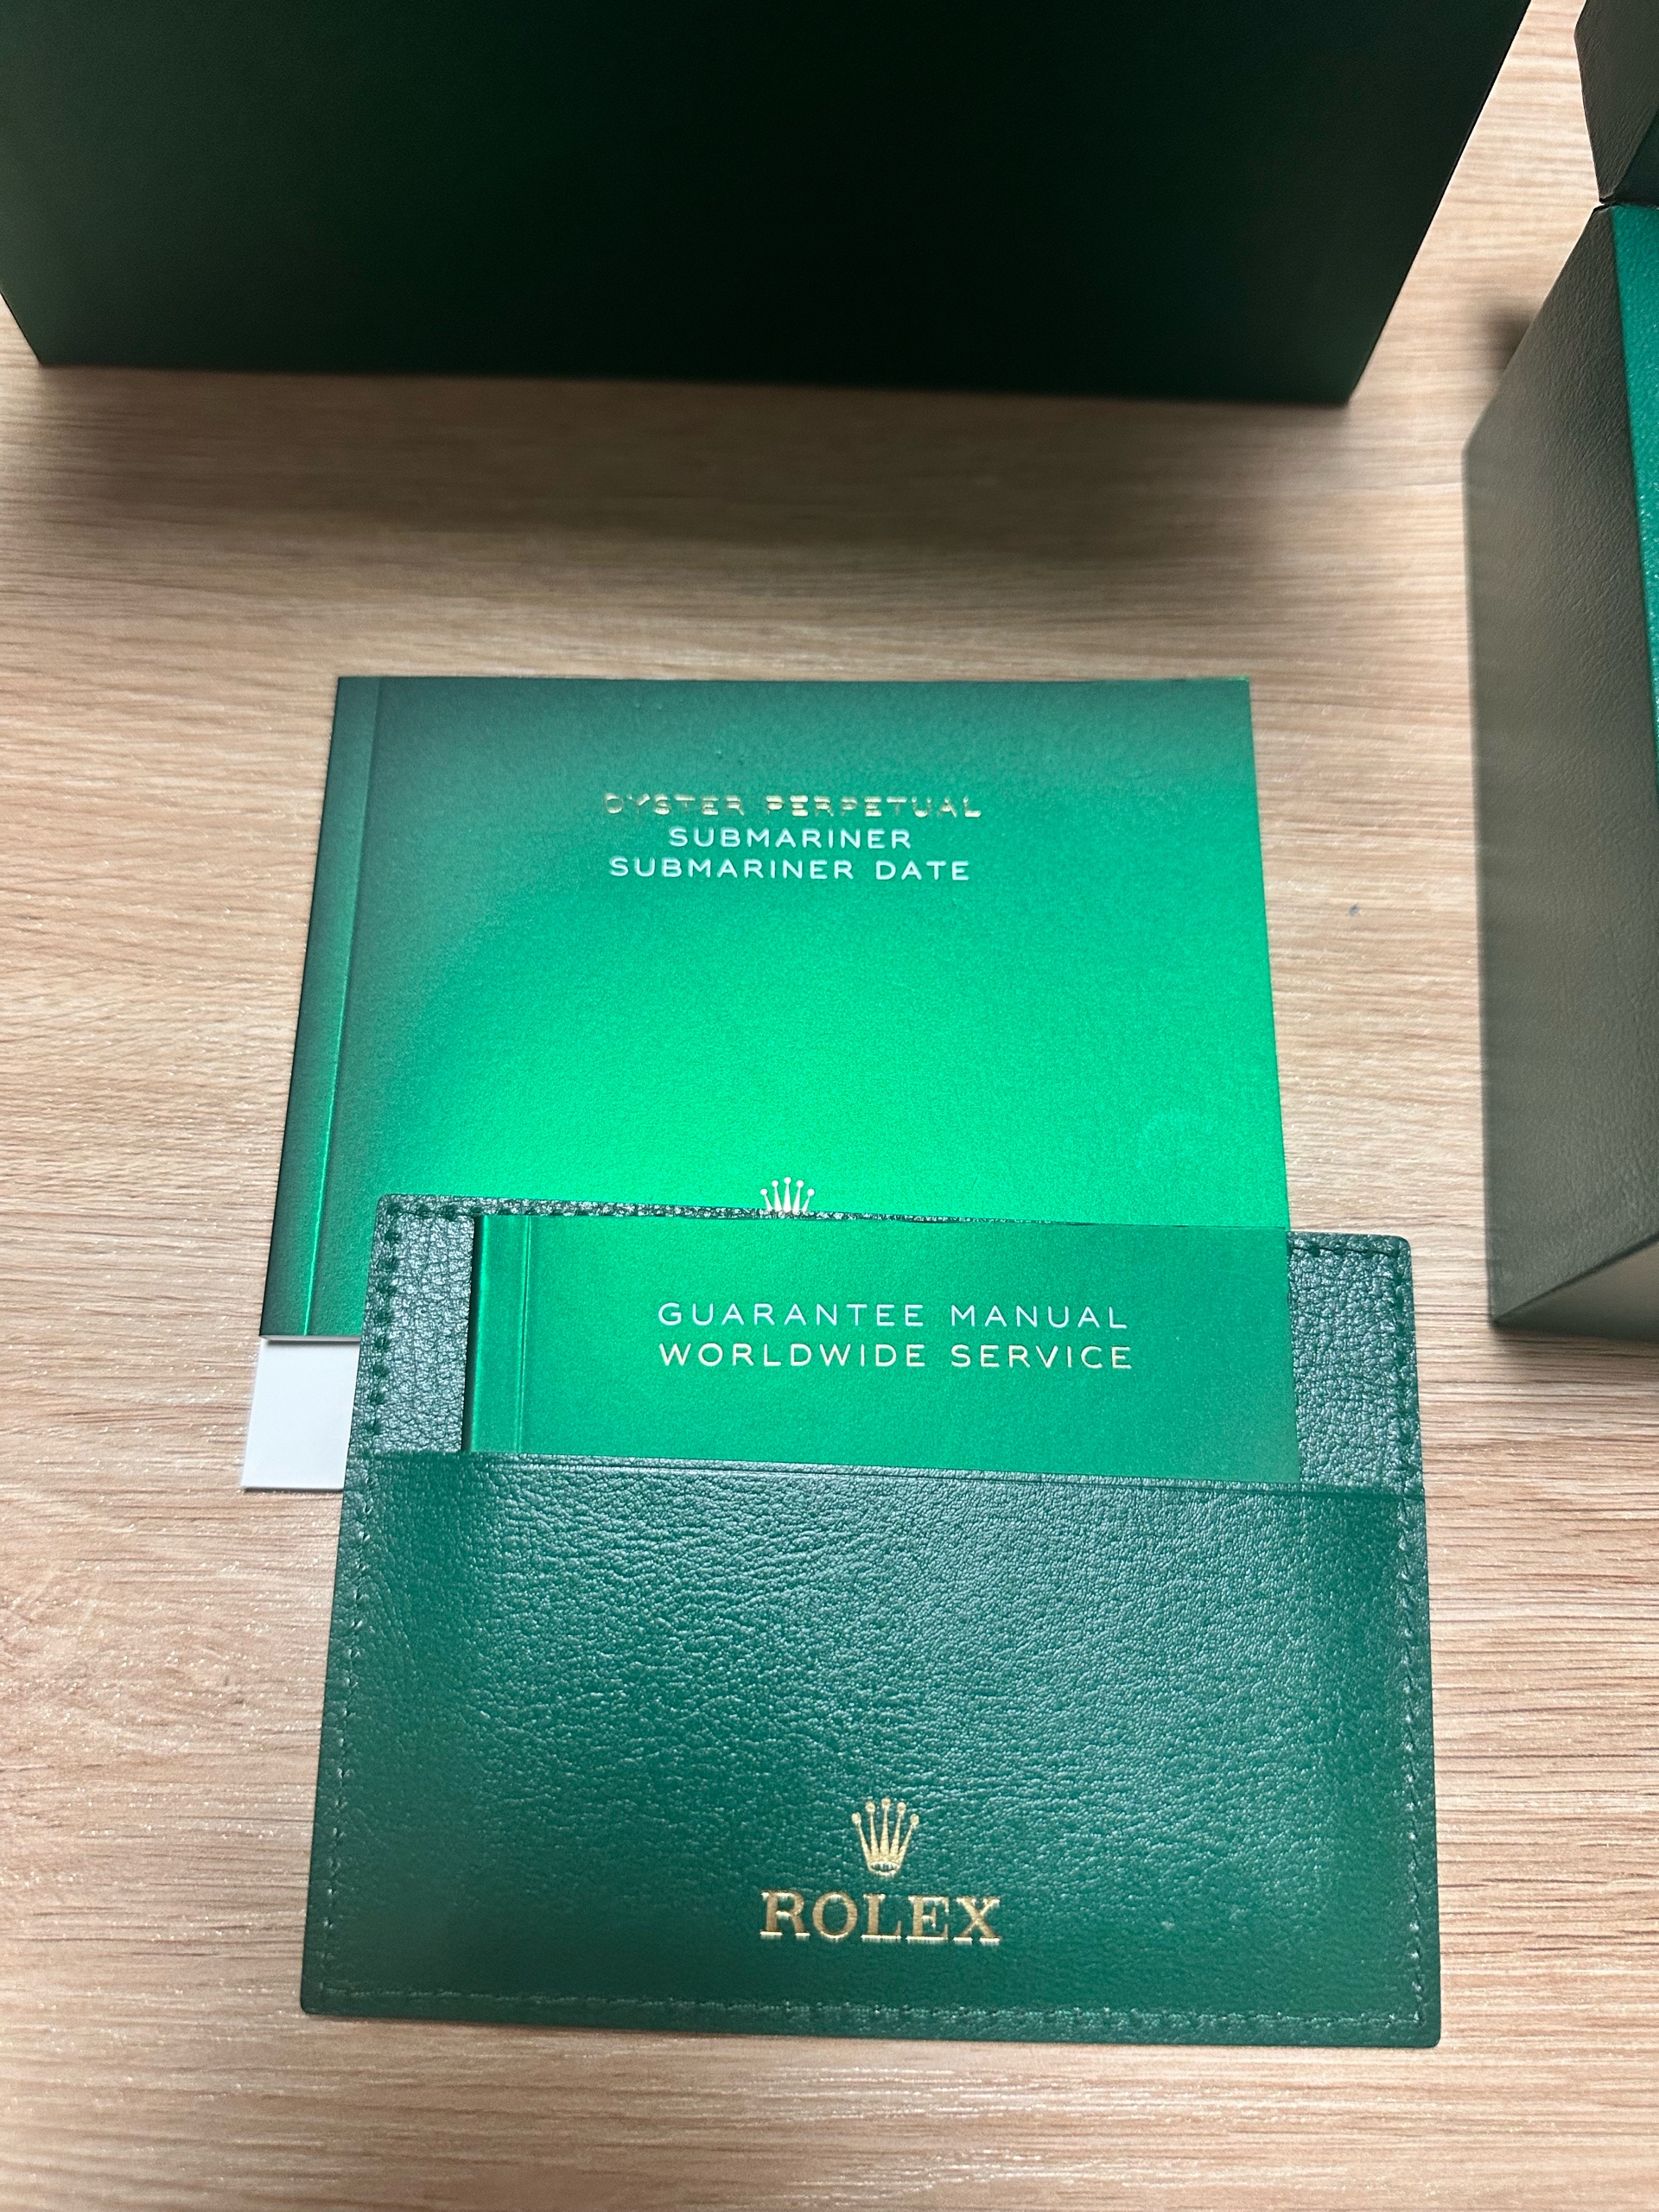 OYSTER PERPETUAL
SUBMARINER
SUBMARINER DATE
GUARANTEE MANUAL
WORLDWIDE SERVICE
ROLEX